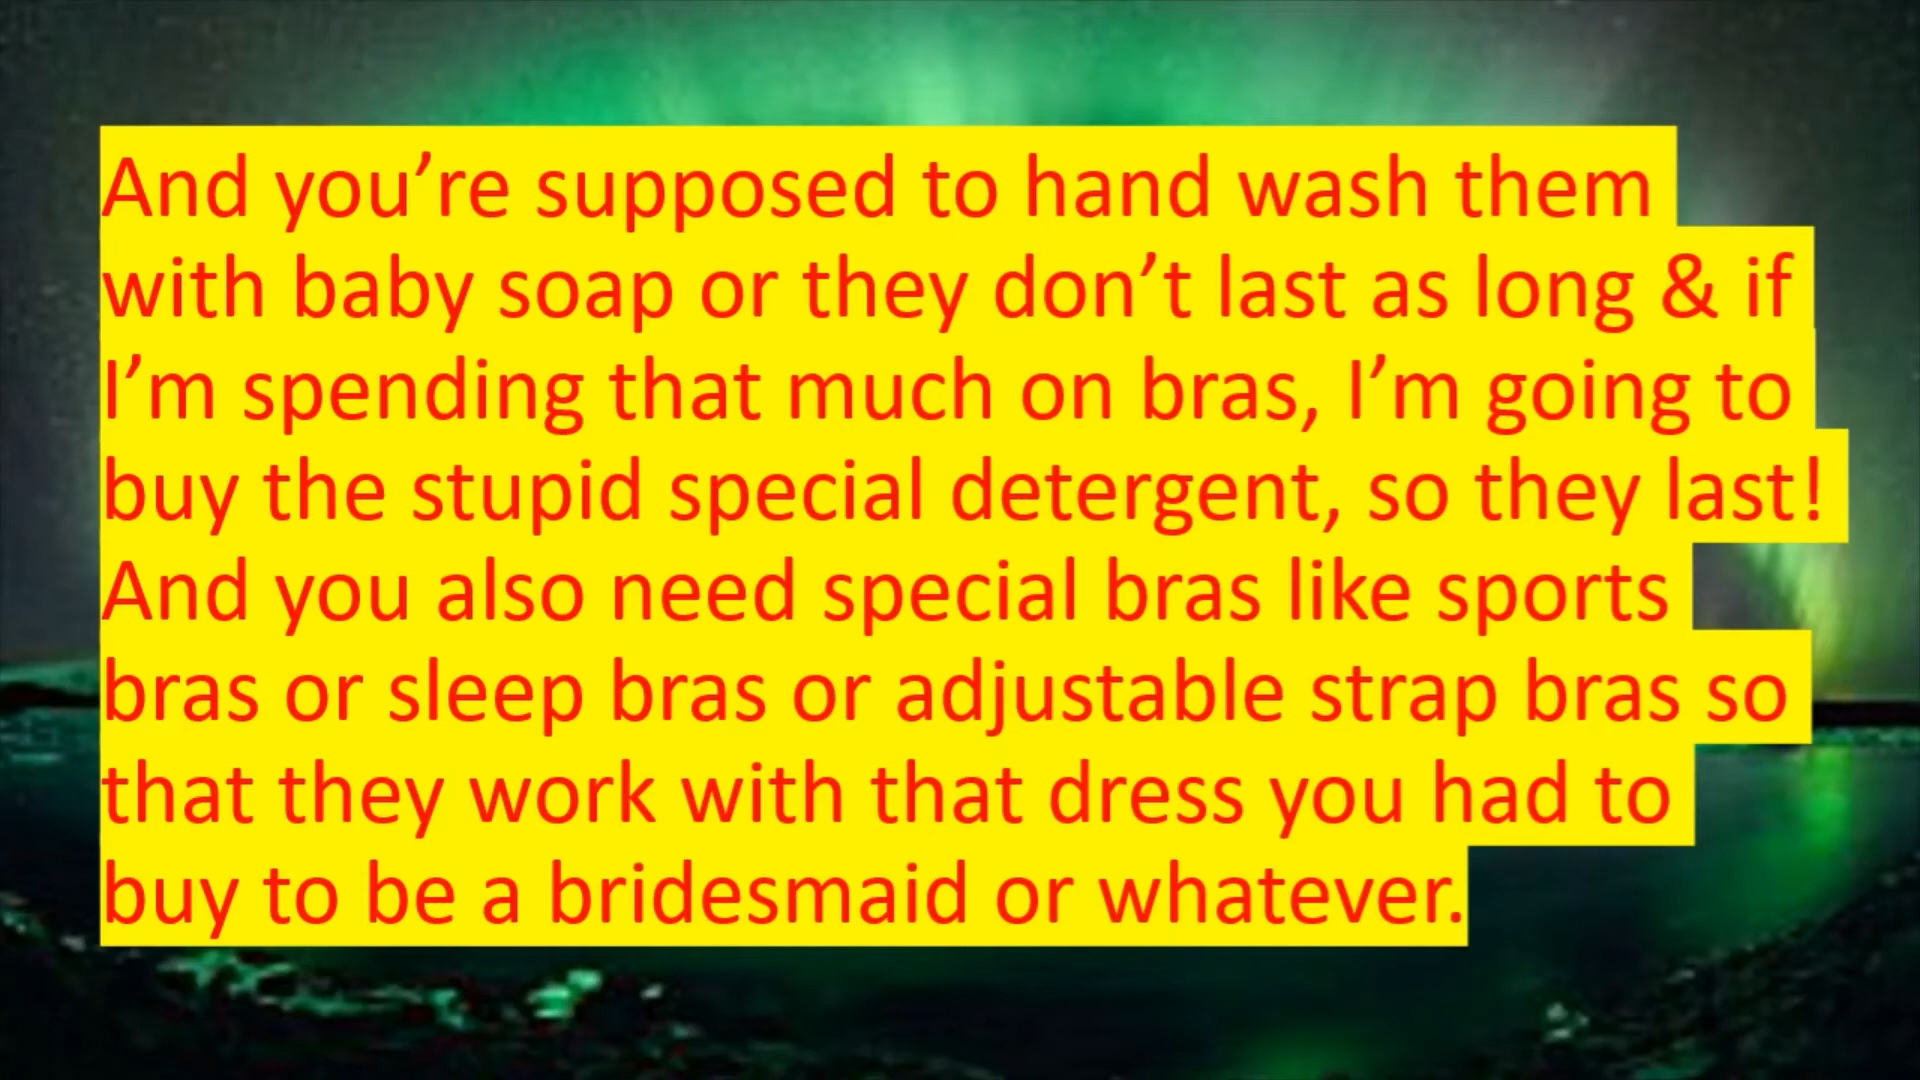 And you’re supposed to hand wash them
with baby soap or they don’t last as long & if
I’m spending that much on bras, I’m going to
buy the stupid special detergent, so they last!
And you also need special bras like sports
bras or sleep bras or adjustable strap bras so
that they work with that dress you had to
buy to be a bridesmaid or whatever.